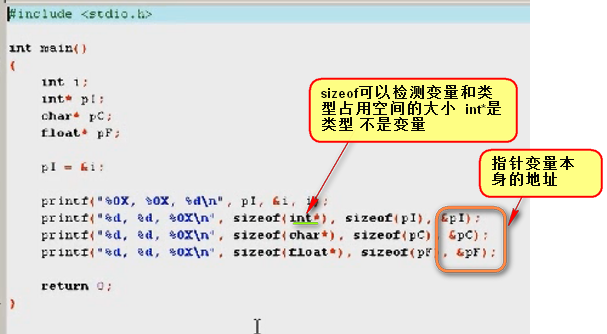 #include <stdio.h>
int main()
{
int i;
int* pI;
char* pC;
float* pF;
pI = &i;
printf("%0X, %0X, %d\n", pI, &i, i);
printf("%d, %d, %0X\n", sizeof(int*), sizeof(pI), &pI);
printf("%d, %d, %0X\n", sizeof(char*), sizeof(pC), &pC);
printf("%d, %d, %0X\n", sizeof(float*), sizeof(pF), &pF);
return 0;
}
sizeof可以检测变量和类
型占用空间的大小 int*是
类型 不是变量
指针变量本
身的地址